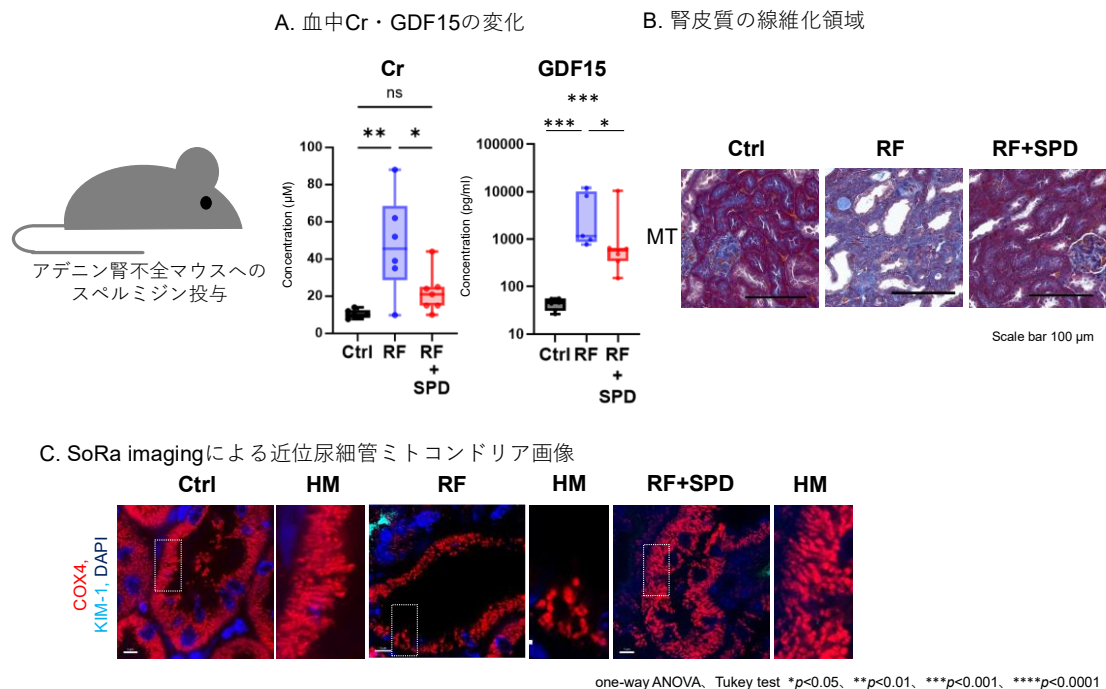 A. 血中Cr・GDF15の変化
B. 腎皮質の線維化領域
アデニン腎不全マウスへの
スペルミジン投与
Cr
ns
** *
Concentration (μM)
100
80
60
40
20
0
Ctrl RF RF
+
SPD
GDF15
***
*** *
Concentration (pg/ml)
100000
10000
1000
100
10
Ctrl RF RF
+
SPD
Ctrl RF RF+SPD
MT
Scale bar 100 μm
C. SoRa imagingによる近位尿細管ミトコンドリア画像
Ctrl HM RF HM RF+SPD HM
COX4,
KIM-1, DAPI
one-way ANOVA、Tukey test *p<0.05、**p<0.01、***p<0.001、****p<0.0001